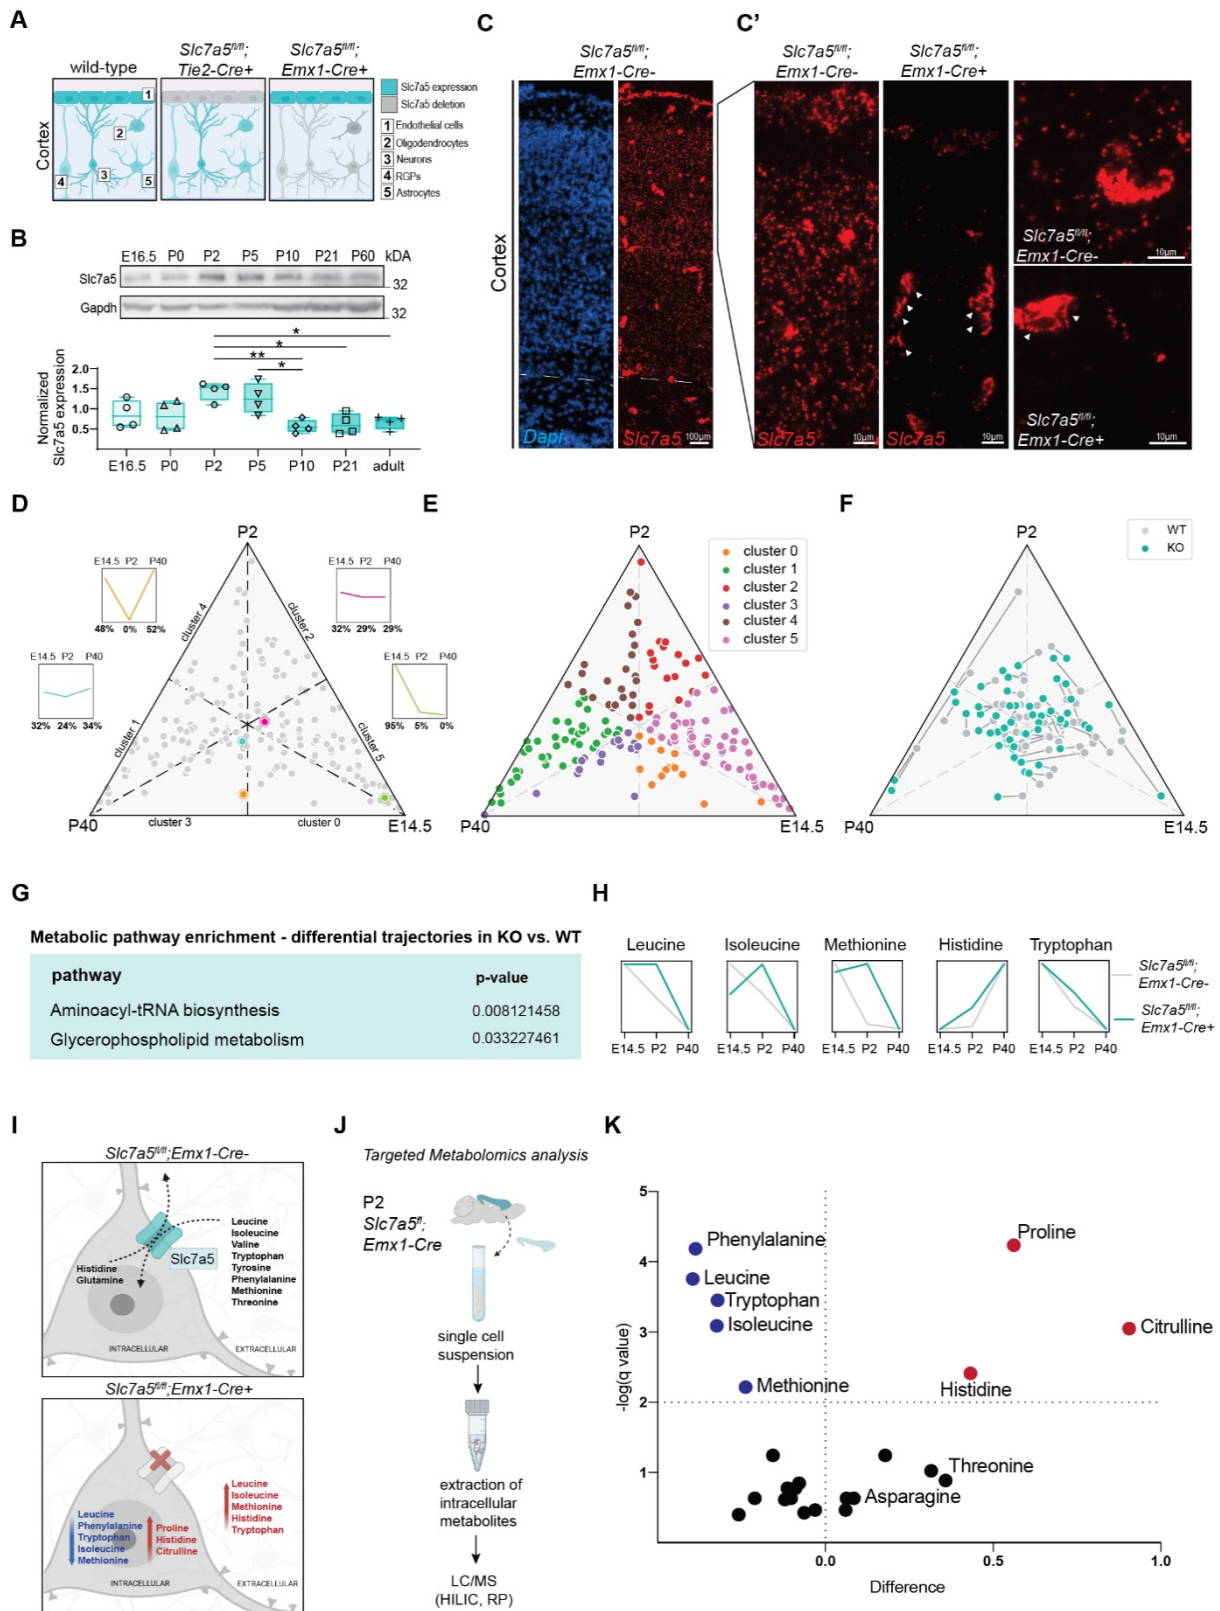 A
wild-type
Slc7a5fl/fl;
Tie2-Cre+
Slc7a5fl/fl;
Emx1-Cre+
Cortex
1
2
3
4
5
Slc7a5 expression
Slc7a5 deletion
1 Endothelial cells
2 Oligodendrocytes
3 Neurons
4 RGPs
5 Astrocytes
B
E16.5 P0 P2 P5 P10 P21 P60 kDA
Slc7a5
32
Gapdh
32
*
*
**
*
Normalized
Slc7a5 expression
2.0
1.5
1.0
0.5
E16.5 P0 P2 P5 P10 P21 adult
C
Slc7a5fl/fl;
Emx1-Cre-
Cortex
Dapi
Slc7a5
100μm
C'
Slc7a5fl/fl;
Emx1-Cre-
Slc7a5fl/fl;
Emx1-Cre+
Slc7a5
10μm
Slc7a5
10μm
Slc7a5fl/fl;
Emx1-Cre-
10μm
Slc7a5fl/fl;
Emx1-Cre+
10μm
D
P2
E14.5 P2 P40
48% 0% 52%
E14.5 P2 P40
32% 29% 29%
E14.5 P2 P40
32% 24% 34%
E14.5 P2 P40
95% 5% 0%
cluster 4
cluster 2
cluster 1
cluster 5
cluster 3
cluster 0
P40
E14.5
E
P2
cluster 0
cluster 1
cluster 2
cluster 3
cluster 4
cluster 5
P40
E14.5
F
P2
WT
KO
P40
E14.5
G
Metabolic pathway enrichment - differential trajectories in KO vs. WT
pathway p-value
Aminoacyl-tRNA biosynthesis 0.008121458
Glycerophospholipid metabolism 0.033227461
H
Leucine Isoleucine Methionine Histidine Tryptophan
Slc7a5fl/fl;
Emx1-Cre-
Slc7a5fl/fl;
Emx1-Cre+
E14.5 P2 P40 E14.5 P2 P40 E14.5 P2 P40 E14.5 P2 P40 E14.5 P2 P40
I
Slc7a5fl/fl;Emx1-Cre-
Slc7a5
Histidine
Glutamine
Leucine
Isoleucine
Valine
Tryptophan
Tyrosine
Phenylalanine
Methionine
Threonine
INTRACELLULAR
EXTRACELLULAR
Slc7a5fl/fl;Emx1-Cre+
Leucine
Isoleucine
Methionine
Histidine
Tryptophan
Leucine
Phenylalanine
Tryptophan
Isoleucine
Methionine
Proline
Histidine
Citrulline
INTRACELLULAR
EXTRACELLULAR
J
Targeted Metabolomics analysis
P2
Slc7a5fl;
Emx1-Cre
single cell
suspension
extraction of
intracellular
metabolites
LC/MS
(HILIC, RP)
K
5
4
3
2
1
-log(q value)
Phenylalanine
Leucine
Tryptophan
Isoleucine
Methionine
Proline
Citrulline
Histidine
Threonine
Asparagine
0.0 0.5 1.0
Difference